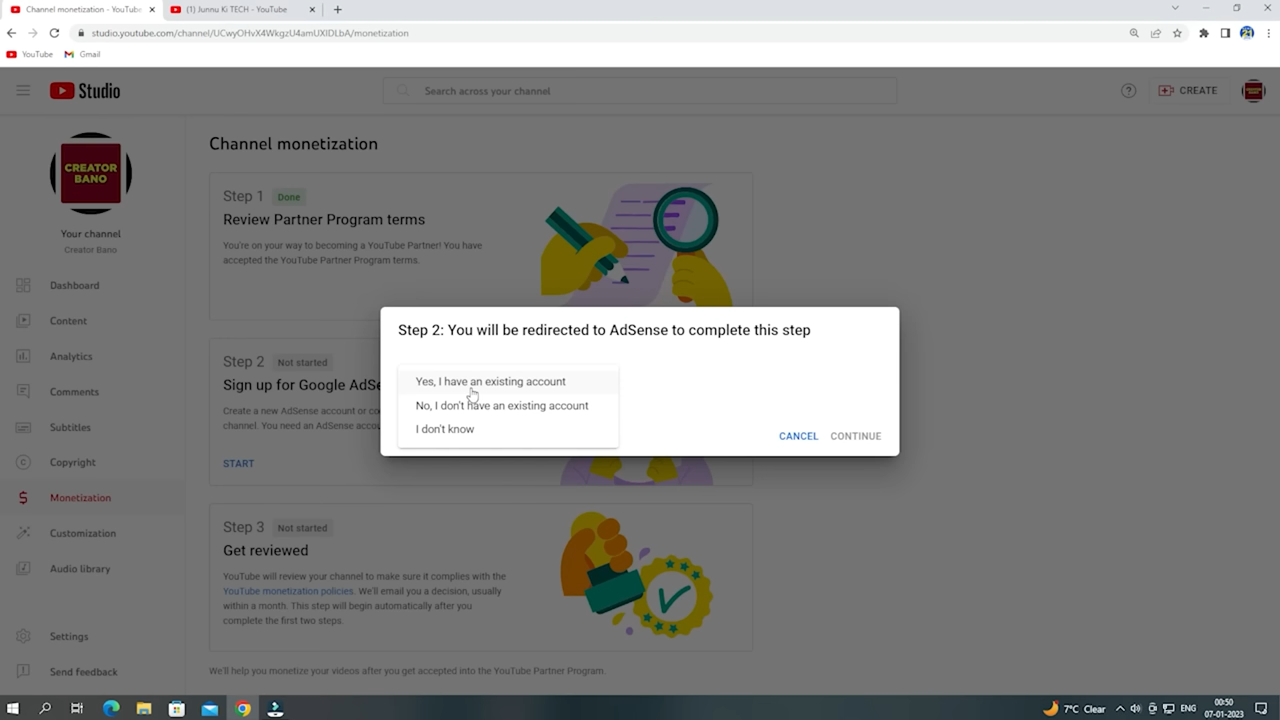 Channel monetization - YouTube
(1) Junnu Ki TECH - YouTube
studio.youtube.com/channel/UCwyOHvX4WkgzU4amUXIDLbA/monetization
YouTube
Gmail
Studio
Search across your channel
CREATE
CREATOR
BANO
Your channel
Creator Bano
Dashboard
Content
Analytics
Comments
Subtitles
Copyright
Monetization
Customization
Audio library
Settings
Send feedback
Channel monetization
Step 1 Done
Review Partner Program terms
You're on your way to becoming a YouTube Partner! You have
accepted the YouTube Partner Program terms.
Step 2 Not started
Sign up for Google AdSe
Create a new AdSense account or co
channel. You need an AdSense accou
START
Step 2: You will be redirected to AdSense to complete this step
Yes, I have an existing account
No, I don't have an existing account
I don't know
CANCEL CONTINUE
Step 3 Not started
Get reviewed
YouTube will review your channel to make sure it complies with the
YouTube monetization policies. We'll email you a decision, usually
within a month. This step will begin automatically after you
complete the first two steps.
We'll help you monetize your videos after you get accepted into the YouTube Partner Program.
7°C Clear
ENG
00:50
07-01-2023